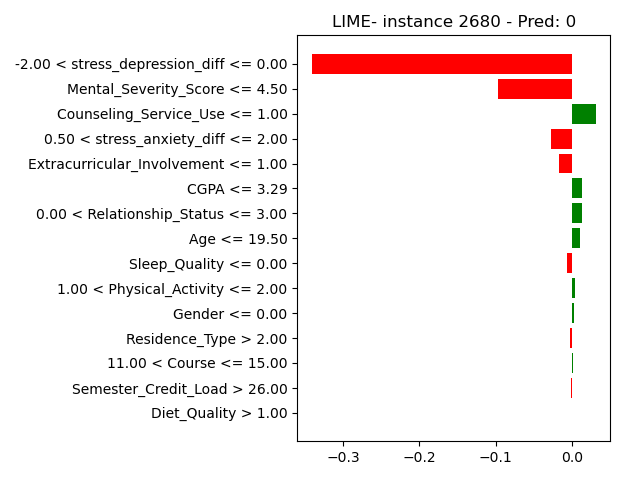 LIME- instance 2680 - Pred: 0
-2.00 < stress_depression_diff <= 0.00
Mental_Severity_Score <= 4.50
Counseling_Service_Use <= 1.00
0.50 < stress_anxiety_diff <= 2.00
Extracurricular_Involvement <= 1.00
CGPA <= 3.29
0.00 < Relationship_Status <= 3.00
Age <= 19.50
Sleep_Quality <= 0.00
1.00 < Physical_Activity <= 2.00
Gender <= 0.00
Residence_Type > 2.00
11.00 < Course <= 15.00
Semester_Credit_Load > 26.00
Diet_Quality > 1.00
−0.3 −0.2 −0.1 0.0